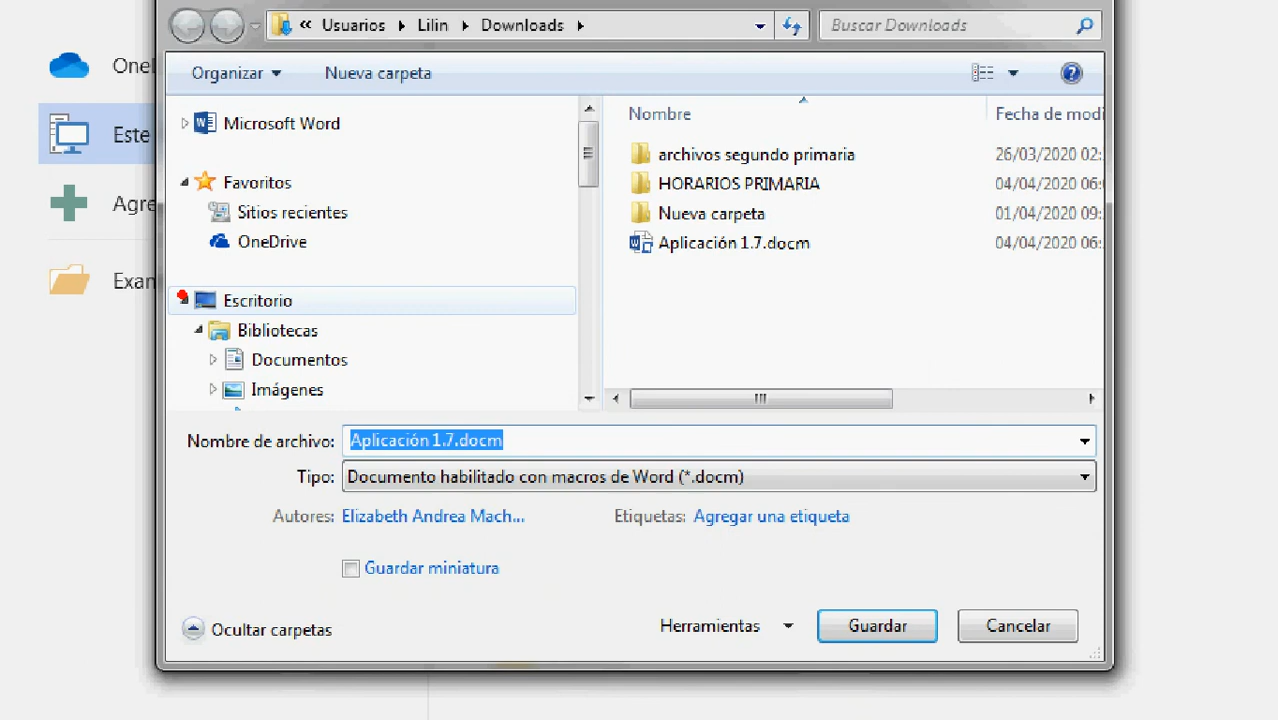 « Usuarios Lilin Downloads Buscar Downloads
Organizar Nueva carpeta
Microsoft Word
Favoritos
Sitios recientes
OneDrive
Escritorio
Bibliotecas
Documentos
Imágenes
Nombre Fecha de modi
archivos segundo primaria 26/03/2020 02:
HORARIOS PRIMARIA 04/04/2020 06:
Nueva carpeta 01/04/2020 09:
Aplicación 1.7.docm 04/04/2020 06:
Nombre de archivo: Aplicación 1.7.docm
Tipo: Documento habilitado con macros de Word (*.docm)
Autores: Elizabeth Andrea Mach... Etiquetas: Agregar una etiqueta
Guardar miniatura
Ocultar carpetas Herramientas Guardar Cancelar
One
Este
Agre
Exan